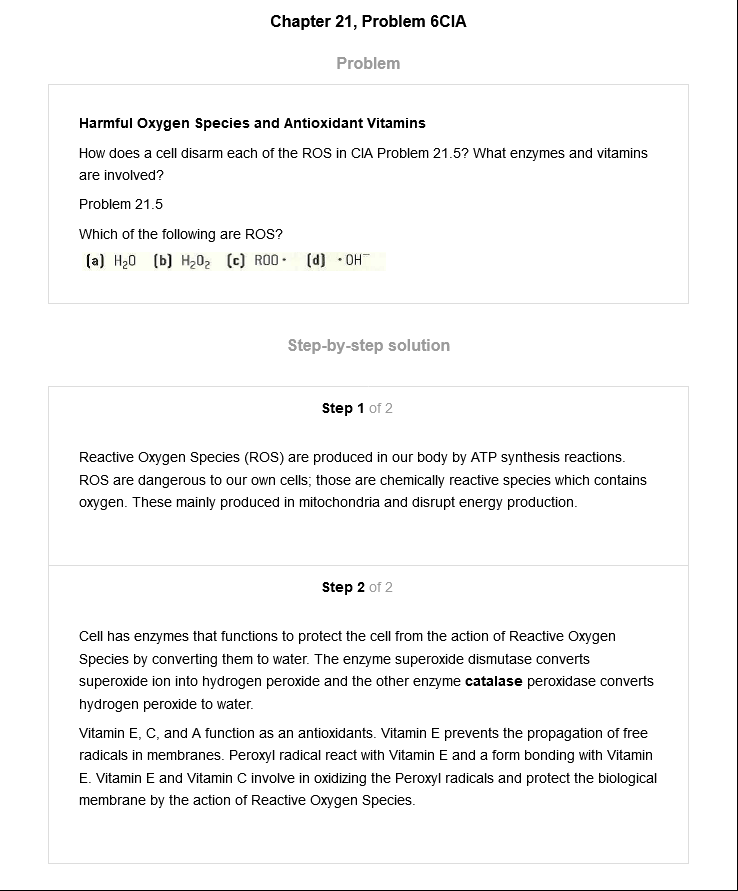 Chapter 21, Problem 6CIA
Problem
Harmful Oxygen Species and Antioxidant Vitamins
How does a cell disarm each of the ROS in CIA Problem 21.5? What enzymes and vitamins
are involved?
Problem 21.5
Which of the following are ROS?
(a) H₂O (b) H₂O₂ (c) ROO· (d) ·OH⁻
Step-by-step solution
Step 1 of 2
Reactive Oxygen Species (ROS) are produced in our body by ATP synthesis reactions.
ROS are dangerous to our own cells; those are chemically reactive species which contains
oxygen. These mainly produced in mitochondria and disrupt energy production.
Step 2 of 2
Cell has enzymes that functions to protect the cell from the action of Reactive Oxygen
Species by converting them to water. The enzyme superoxide dismutase converts
superoxide ion into hydrogen peroxide and the other enzyme catalase peroxidase converts
hydrogen peroxide to water.
Vitamin E, C, and A function as an antioxidants. Vitamin E prevents the propagation of free
radicals in membranes. Peroxyl radical react with Vitamin E and a form bonding with Vitamin
E. Vitamin E and Vitamin C involve in oxidizing the Peroxyl radicals and protect the biological
membrane by the action of Reactive Oxygen Species.